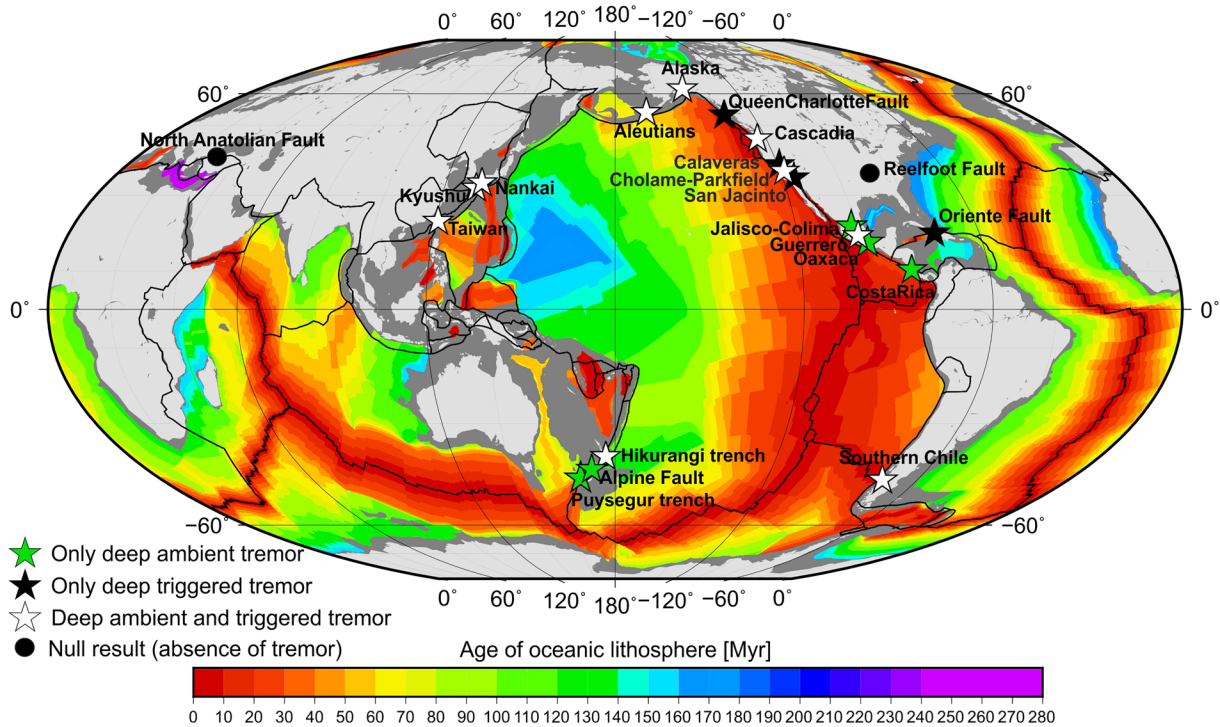 0° 60° 120° 180° −120° −60° 0°
Alaska
60° 60°
QueenCharlotteFault
Aleutians
Cascadia
North Anatolian Fault
Calaveras
Reelfoot Fault
Cholame-Parkfield
Kyushu Nankai
San Jacinto
Oriente Fault
Taiwan
Jalisco-Colima
Guerrero
Oaxaca
CostaRica
0° 0°
Hikurangi trench
Southern Chile
Alpine Fault
Puysegur trench
−60° −60°
Only deep ambient tremor
Only deep triggered tremor
0° 60° 120° 180° −120° −60° 0°
Deep ambient and triggered tremor
Null result (absence of tremor)
Age of oceanic lithosphere [Myr]
0 10 20 30 40 50 60 70 80 90 100 110 120 130 140 150 160 170 180 190 200 210 220 230 240 250 260 270 280